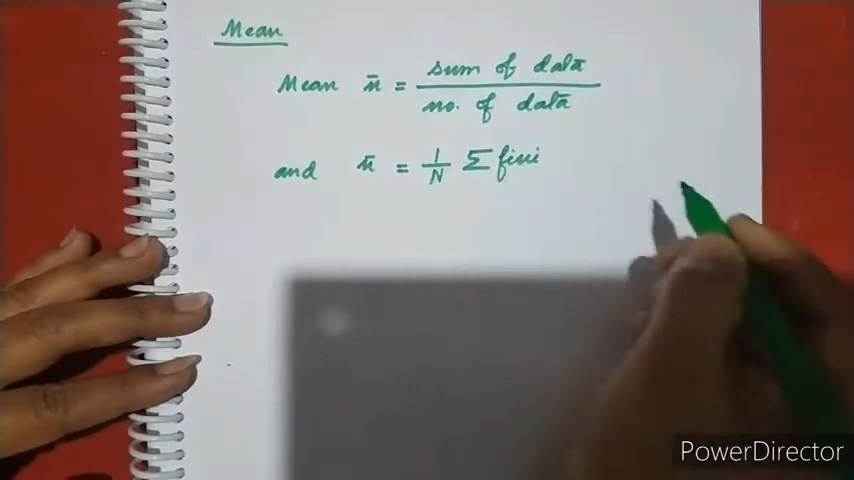 Mean
Mean x̄ = sum of data / no. of data
and x̄ = 1/N Σ fixi
PowerDirector